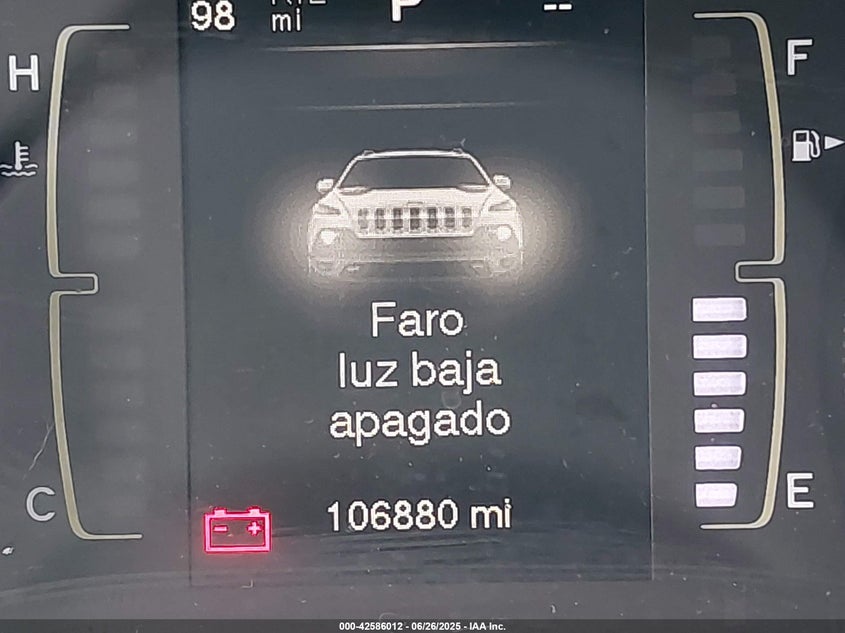 98 mi P --
H F
Faro
luz baja
apagado
C E
106880 mi
000-42586012 - 06/26/2025 - IAA Inc.